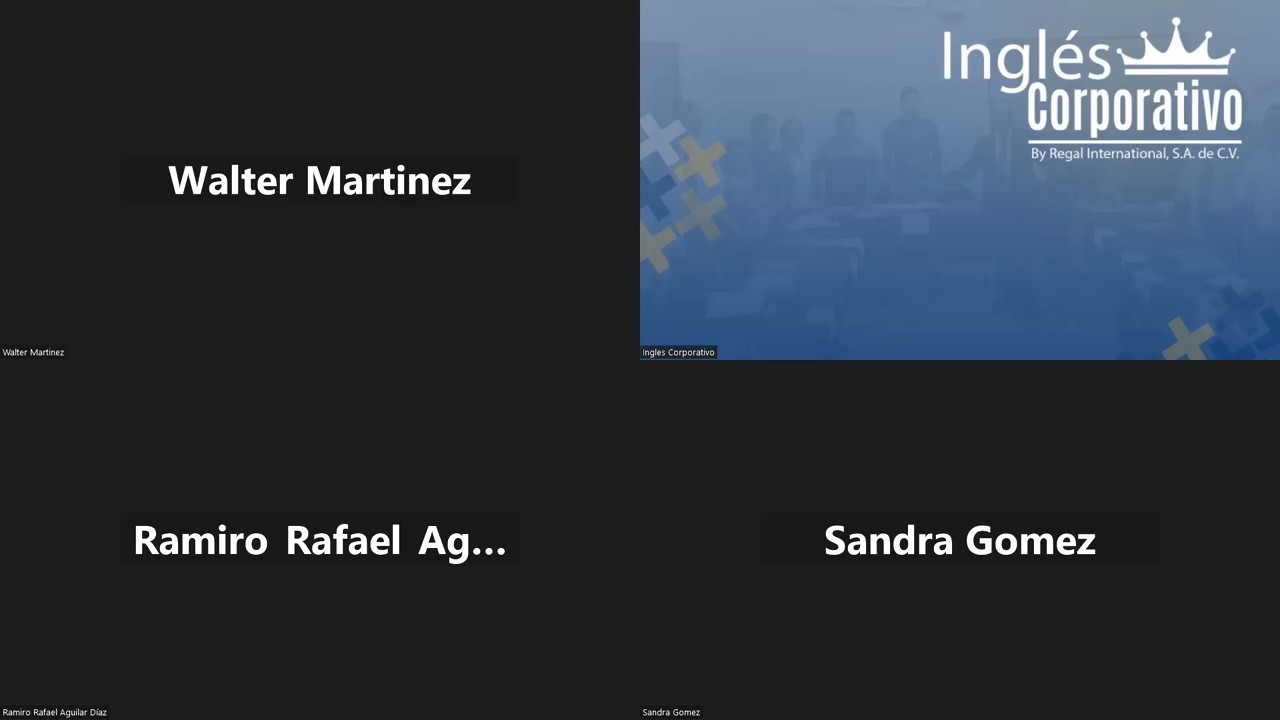 Walter Martinez
Walter Martinez
Inglés
Corporativo
By Regal International, S.A. de C.V.
Ingles Corporativo
Ramiro Rafael Ag...
Ramiro Rafael Aguilar Díaz
Sandra Gomez
Sandra Gomez